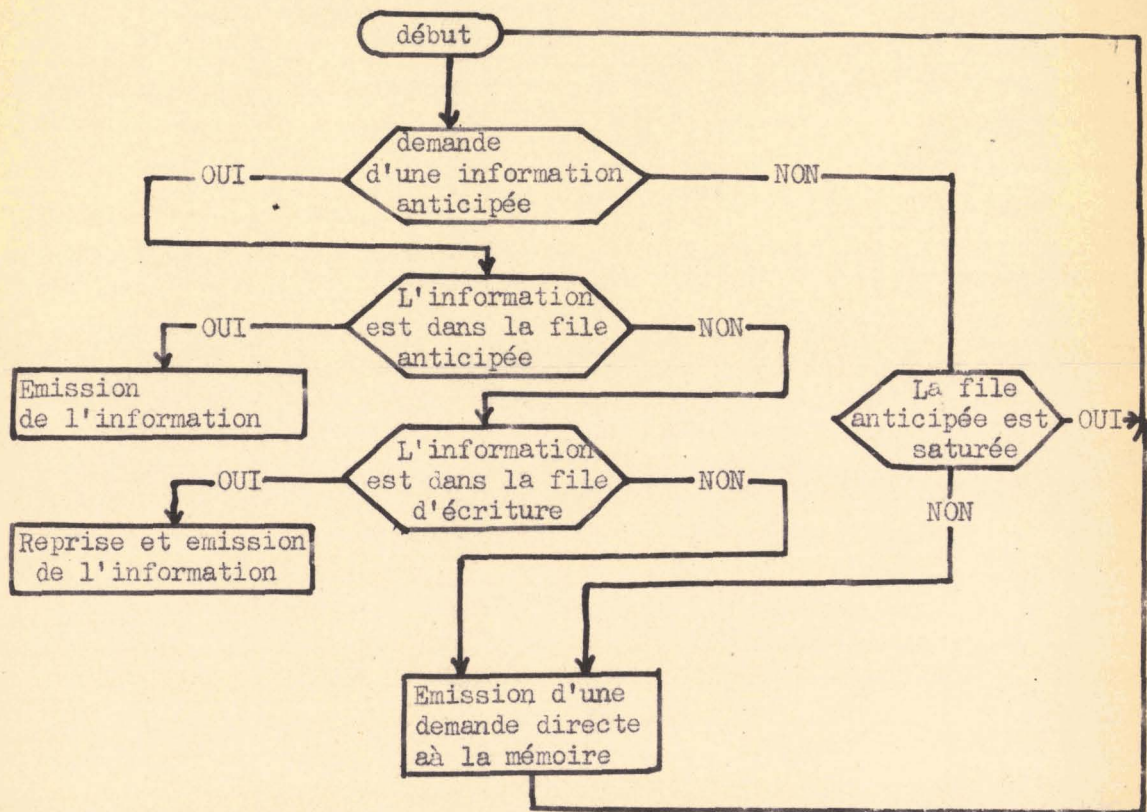 début
demande
d'une information
anticipée
OUI
NON
L'information
est dans la file
anticipée
OUI
NON
Emission
de l'information
La file
anticipée est
saturée
OUI
NON
L'information
est dans la file
d'écriture
OUI
NON
Reprise et emission
de l'information
Emission d'une
demande directe
aà la mémoire